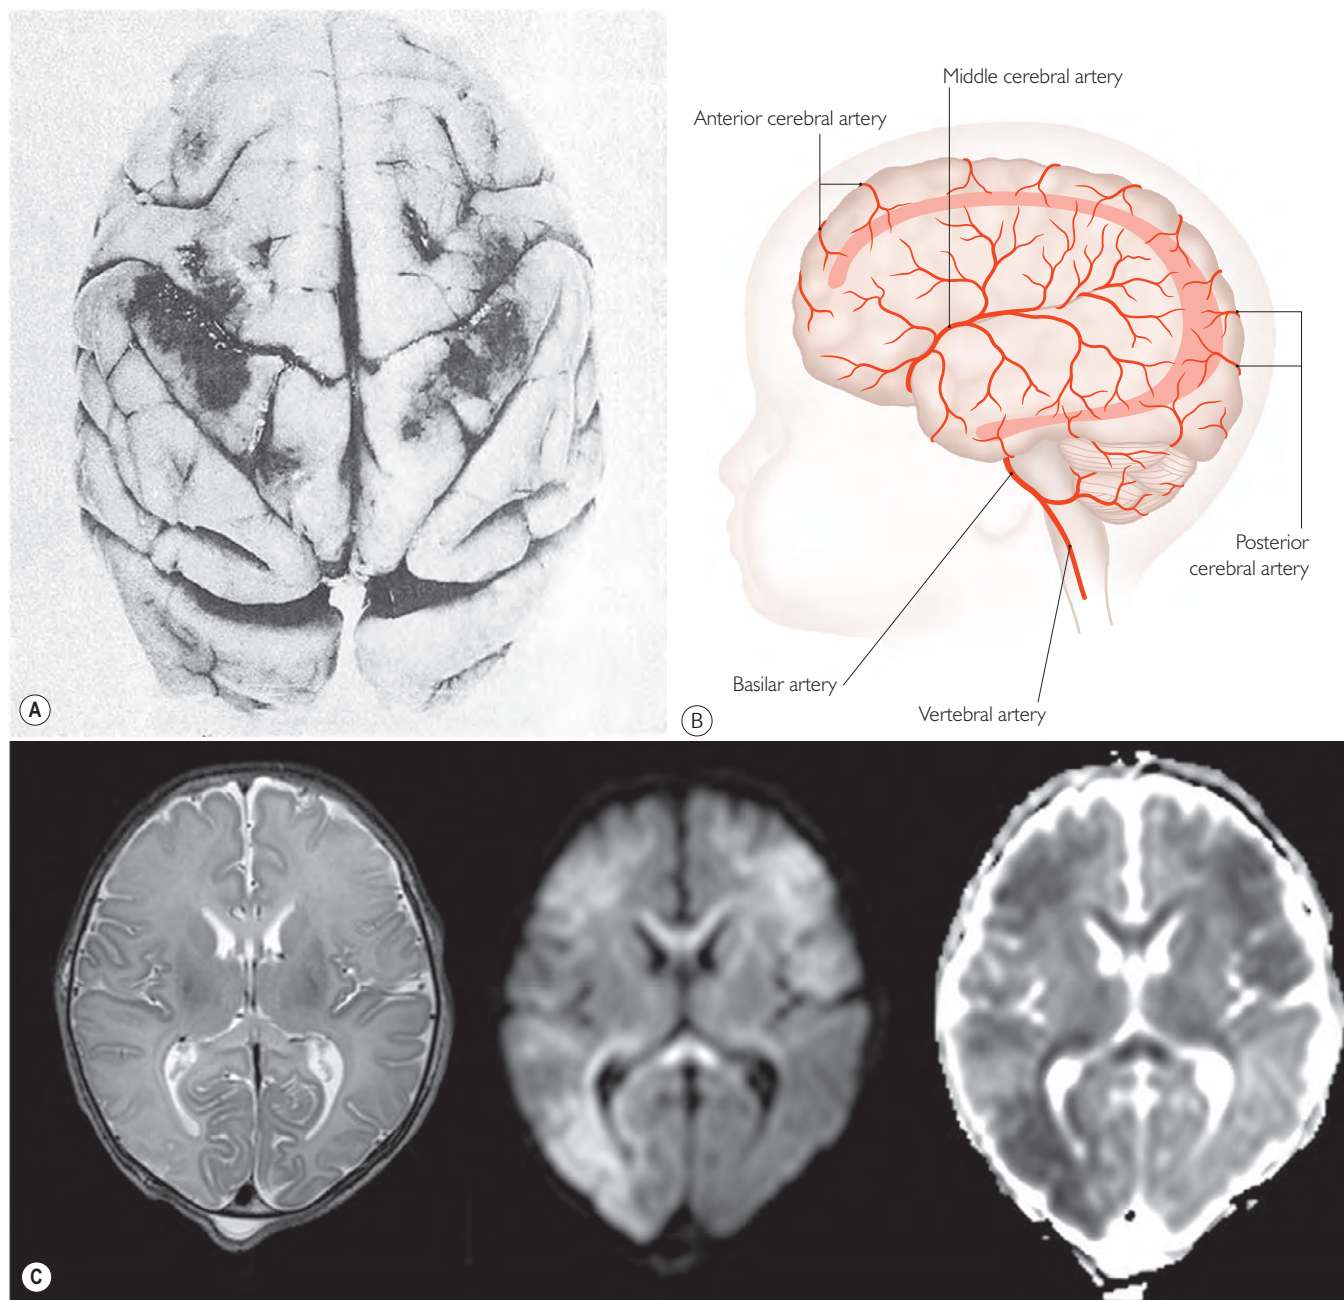 Middle cerebral artery
Anterior cerebral artery
Posterior
cerebral artery
Basilar artery
Vertebral artery
A
B
C